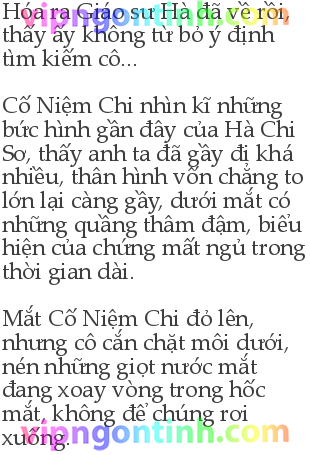 Hóa ra Giáo sư Hà đã về rồi,
vipngontinh.com
thầy ấy không từ bỏ ý định
tìm kiếm cô...
Cố Niệm Chi nhìn kĩ những
bức hình gần đây của Hà Chi
Sơ, thấy anh ta đã gầy đi khá
nhiều, thân hình vốn chẳng to
lớn lại càng gầy, dưới mắt có
những quầng thâm đậm, biểu
hiện của chứng mất ngủ trong
thời gian dài.
Mắt Cố Niệm Chi đỏ lên,
nhưng cô cắn chặt môi dưới,
nén những giọt nước mắt
đang xoay vòng trong hốc
mắt, không để chúng rơi
xuống.
vipngontinh.com